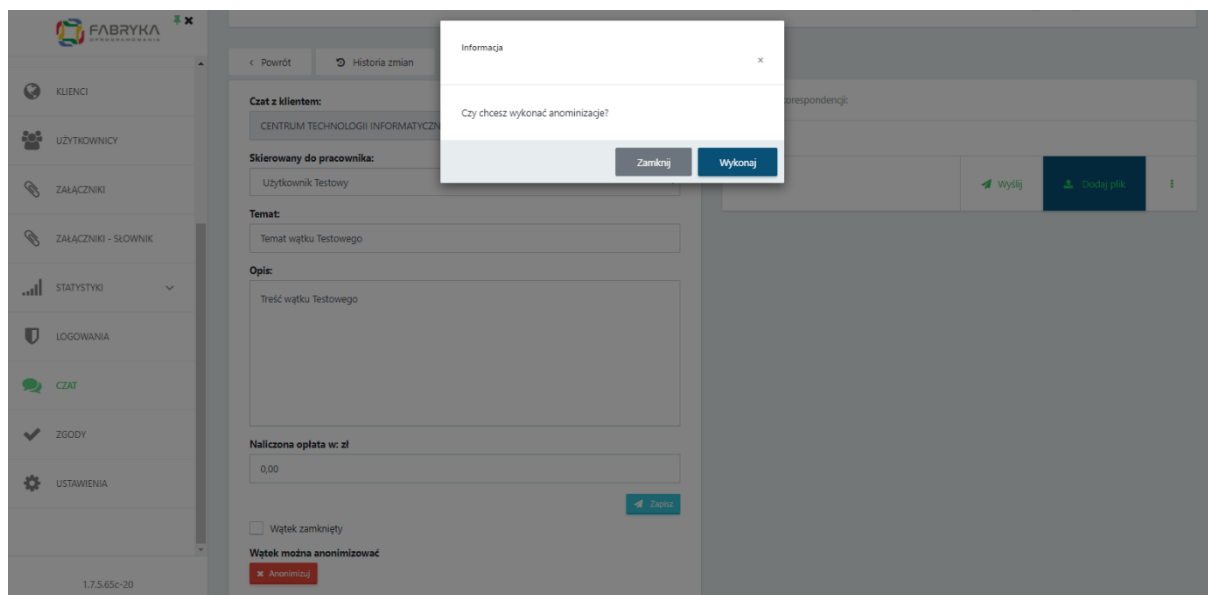 FABRYKA
OPROGRAMOWANIA
KLIENCI
UŻYTKOWNICY
ZAŁĄCZNIKI
ZAŁĄCZNIKI - SŁOWNIK
STATYSTYKI
LOGOWANIA
CZAT
ZGODY
USTAWIENIA
1.7.5.65c-20
Powrót
Historia zmian
Czat z klientem:
CENTRUM TECHNOLOGII INFORMATYCZN
Skierowany do pracownika:
Użytkownik Testowy
Temat:
Temat wątku Testowego
Opis:
Treść wątku Testowego
Naliczona opłata w: zł
0,00
Zapisz
Wątek zamknięty
Wątek można anonimizować
Anonimizuj
Informacja
×
Czy chcesz wykonać anominizacje?
Zamknij
Wykonaj
orespondencji:
Wyślij
Dodaj plik